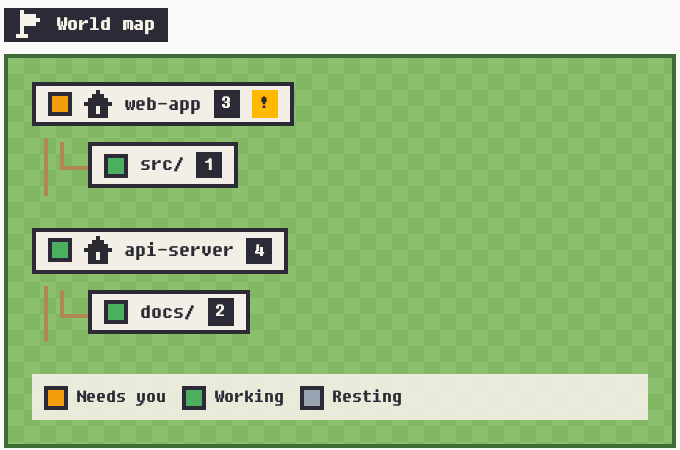 World map
web-app 3 !
src/ 1
api-server 4
docs/ 2
Needs you Working Resting